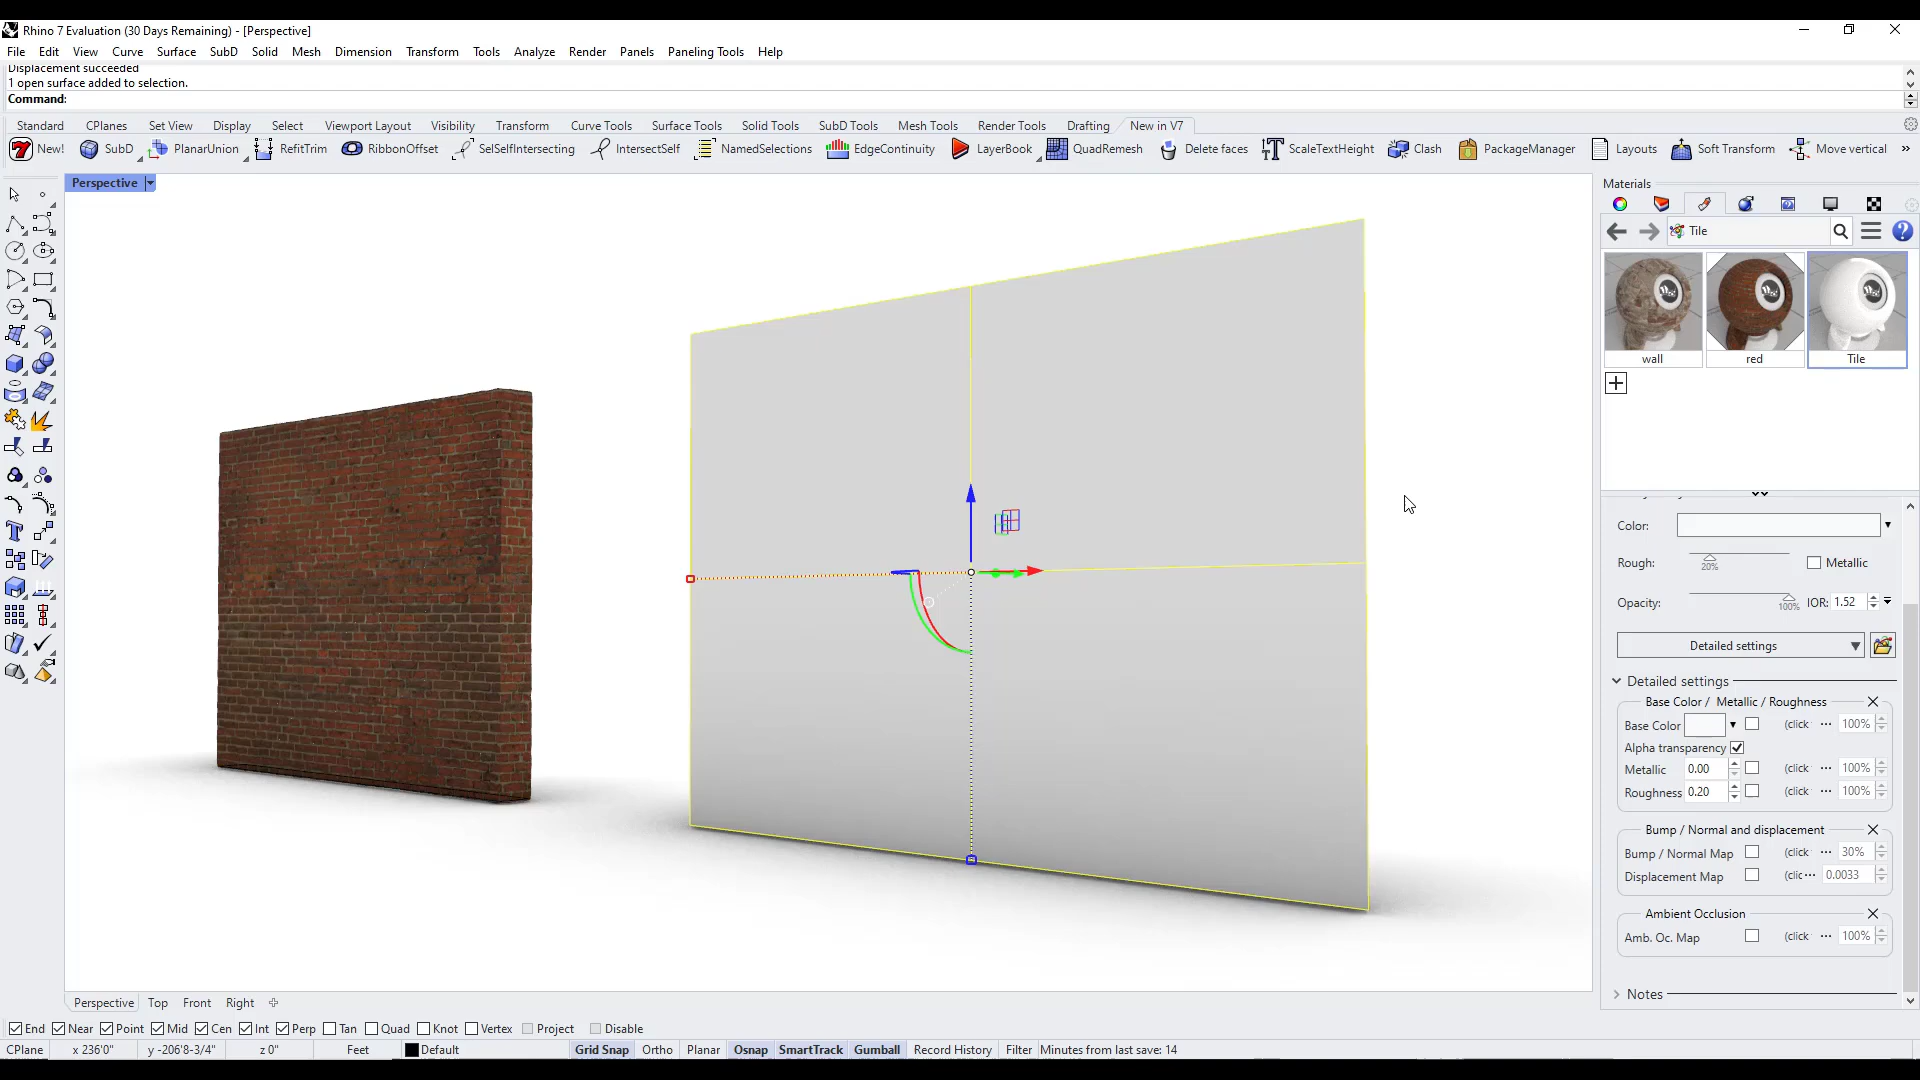 Rhino 7 Evaluation (30 Days Remaining) - [Perspective]
File Edit View Curve Surface SubD Solid Mesh Dimension Transform Tools Analyze Render Panels Paneling Tools Help
Displacement succeeded
1 open surface added to selection.
Command:
Standard CPlanes Set View Display Select Viewport Layout Visibility Transform Curve Tools Surface Tools Solid Tools SubD Tools Mesh Tools Render Tools Drafting New in V7
7 New! SubD PlanarUnion RefitTrim RibbonOffset SelSelfIntersecting IntersectSelf NamedSelections EdgeContinuity LayerBook QuadRemesh Delete faces ScaleTextHeight Clash PackageManager Layouts Soft Transform Move vertical »
Perspective
Materials
Tile
wall red Tile
Color:
Rough: 20% Metallic
Opacity: 100% IOR: 1.52
Detailed settings
Detailed settings
Base Color / Metallic / Roughness
Base Color (click ··· 100%
Alpha transparency
Metallic 0.00 (click ··· 100%
Roughness 0.20 (click ··· 100%
Bump / Normal and displacement
Bump / Normal Map (click ··· 30%
Displacement Map (clic··· 0.0033
Ambient Occlusion
Amb. Oc. Map (click ··· 100%
Notes
Perspective Top Front Right
End Near Point Mid Cen Int Perp Tan Quad Knot Vertex Project Disable
CPlane x 236'0" y -206'8-3/4" z 0" Feet Default Grid Snap Ortho Planar Osnap SmartTrack Gumball Record History Filter Minutes from last save: 14